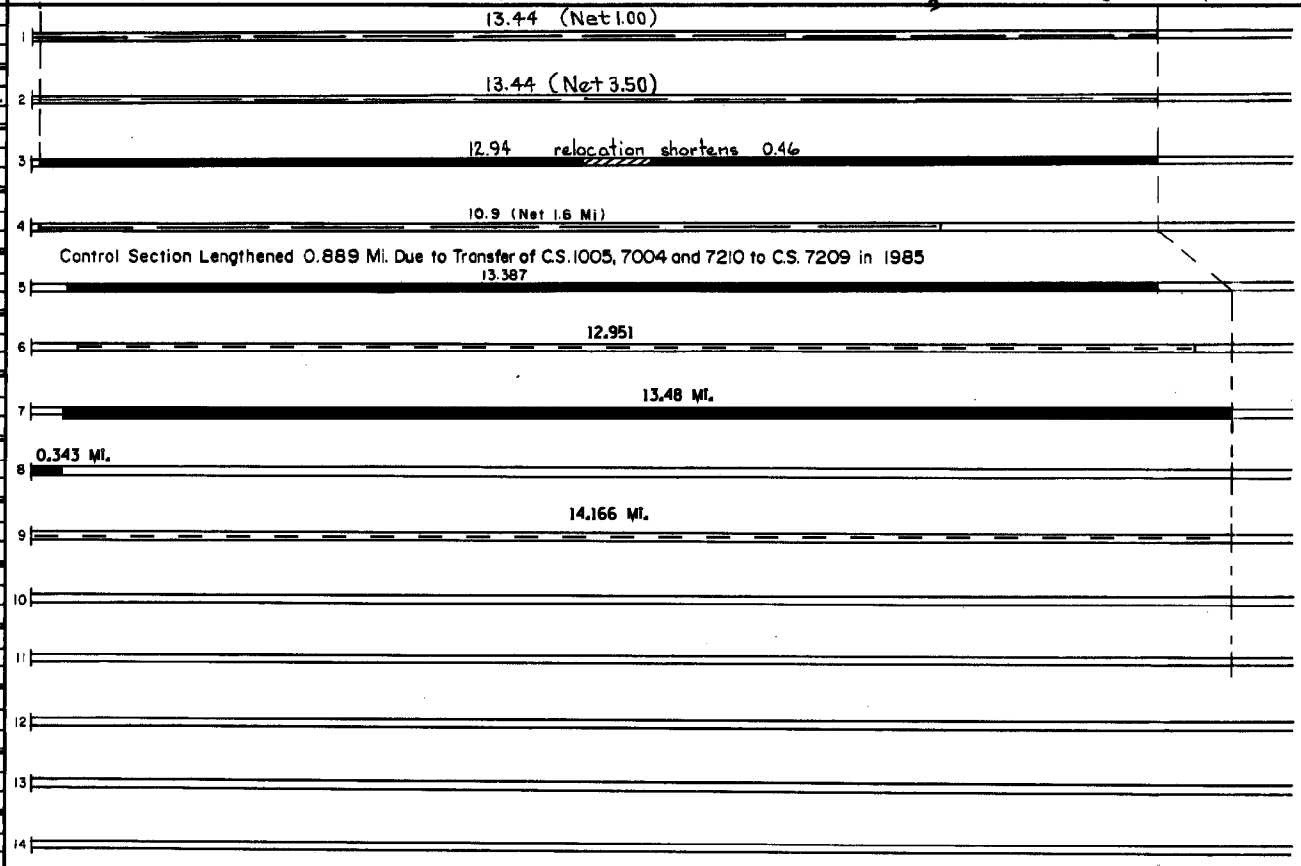 13.44 (Net 1.00)
1
13.44 (Net 3.50)
2
12.94 relocation shortens 0.46
3
10.9 (Net 1.6 Mi)
4
Control Section Lengthened 0.889 Mi. Due to Transfer of C.S. 1005, 7004 and 7210 to C.S. 7209 in 1985
13.387
5
12.951
6
13.48 Mi.
7
0.343 Mi.
8
14.166 Mi.
9
10
11
12
13
14